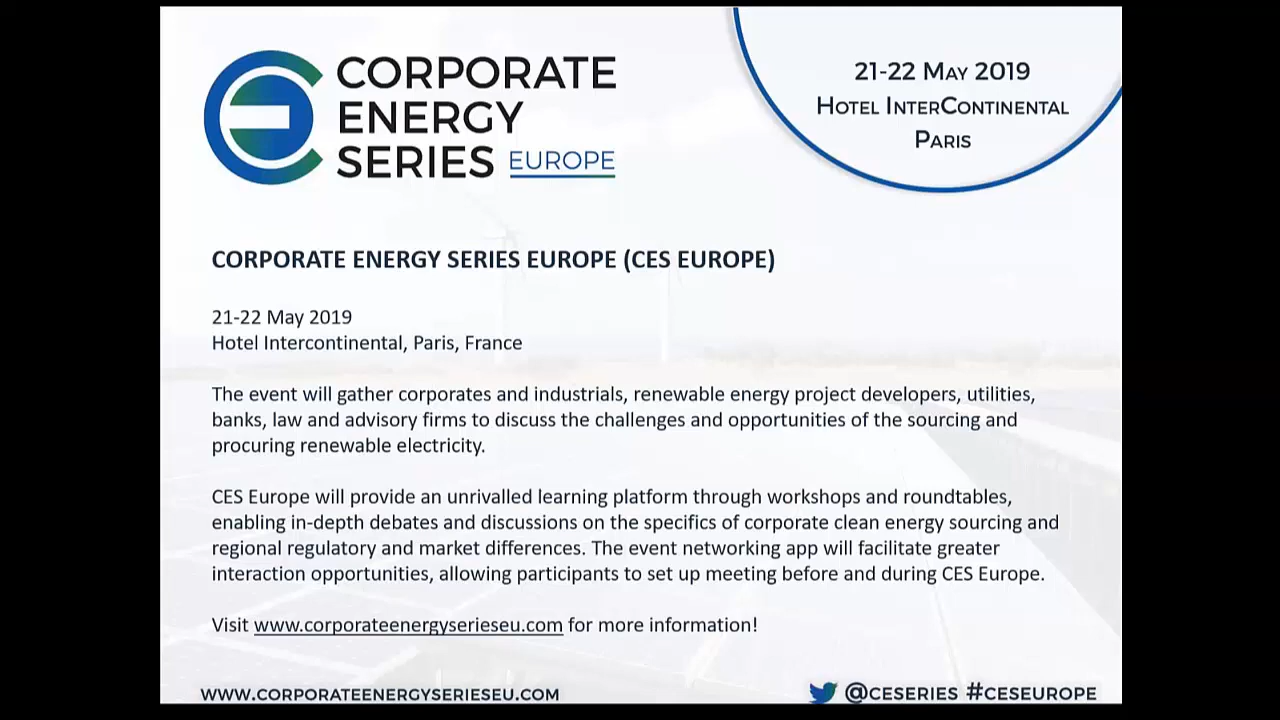 CORPORATE
ENERGY
SERIES EUROPE
21-22 MAY 2019
HOTEL INTERCONTINENTAL
PARIS
CORPORATE ENERGY SERIES EUROPE (CES EUROPE)
21-22 May 2019
Hotel Intercontinental, Paris, France
The event will gather corporates and industrials, renewable energy project developers, utilities,
banks, law and advisory firms to discuss the challenges and opportunities of the sourcing and
procuring renewable electricity.
CES Europe will provide an unrivalled learning platform through workshops and roundtables,
enabling in-depth debates and discussions on the specifics of corporate clean energy sourcing and
regional regulatory and market differences. The event networking app will facilitate greater
interaction opportunities, allowing participants to set up meeting before and during CES Europe.
Visit www.corporateenergyserieseu.com for more information!
WWW.CORPORATEENERGYSERIESEU.COM
@CESERIES #CESEUROPE